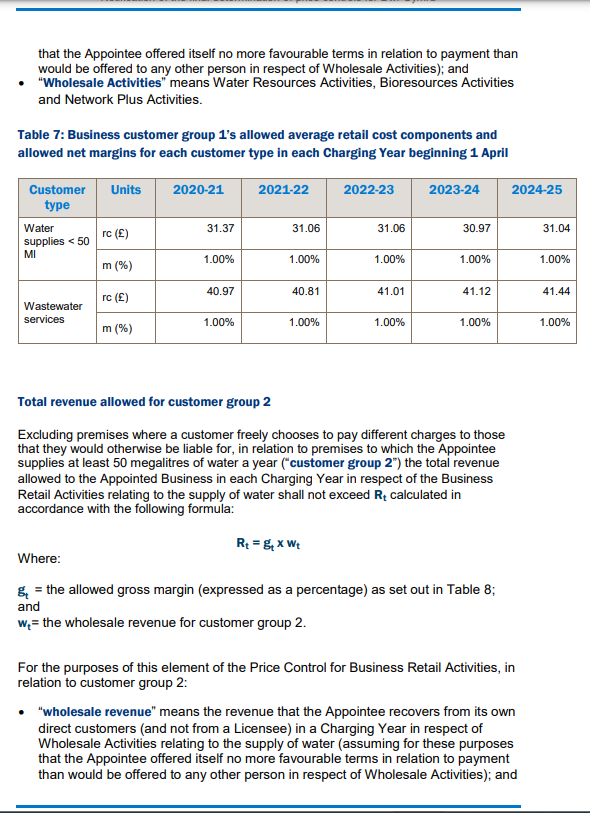 that the Appointee offered itself no more favourable terms in relation to payment than
would be offered to any other person in respect of Wholesale Activities); and
• "Wholesale Activities" means Water Resources Activities, Bioresources Activities
and Network Plus Activities.
Table 7: Business customer group 1's allowed average retail cost components and
allowed net margins for each customer type in each Charging Year beginning 1 April
Customer type Units 2020-21 2021-22 2022-23 2023-24 2024-25
Water supplies < 50 Ml rc (£) 31.37 31.06 31.06 30.97 31.04
m (%) 1.00% 1.00% 1.00% 1.00% 1.00%
Wastewater services rc (£) 40.97 40.81 41.01 41.12 41.44
m (%) 1.00% 1.00% 1.00% 1.00% 1.00%
Total revenue allowed for customer group 2
Excluding premises where a customer freely chooses to pay different charges to those
that they would otherwise be liable for, in relation to premises to which the Appointee
supplies at least 50 megalitres of water a year ("customer group 2") the total revenue
allowed to the Appointed Business in each Charging Year in respect of the Business
Retail Activities relating to the supply of water shall not exceed Rt calculated in
accordance with the following formula:
Rt = gt x wt
Where:
gt = the allowed gross margin (expressed as a percentage) as set out in Table 8;
and
wt= the wholesale revenue for customer group 2.
For the purposes of this element of the Price Control for Business Retail Activities, in
relation to customer group 2:
• "wholesale revenue" means the revenue that the Appointee recovers from its own
direct customers (and not from a Licensee) in a Charging Year in respect of
Wholesale Activities relating to the supply of water (assuming for these purposes
that the Appointee offered itself no more favourable terms in relation to payment
than would be offered to any other person in respect of Wholesale Activities); and